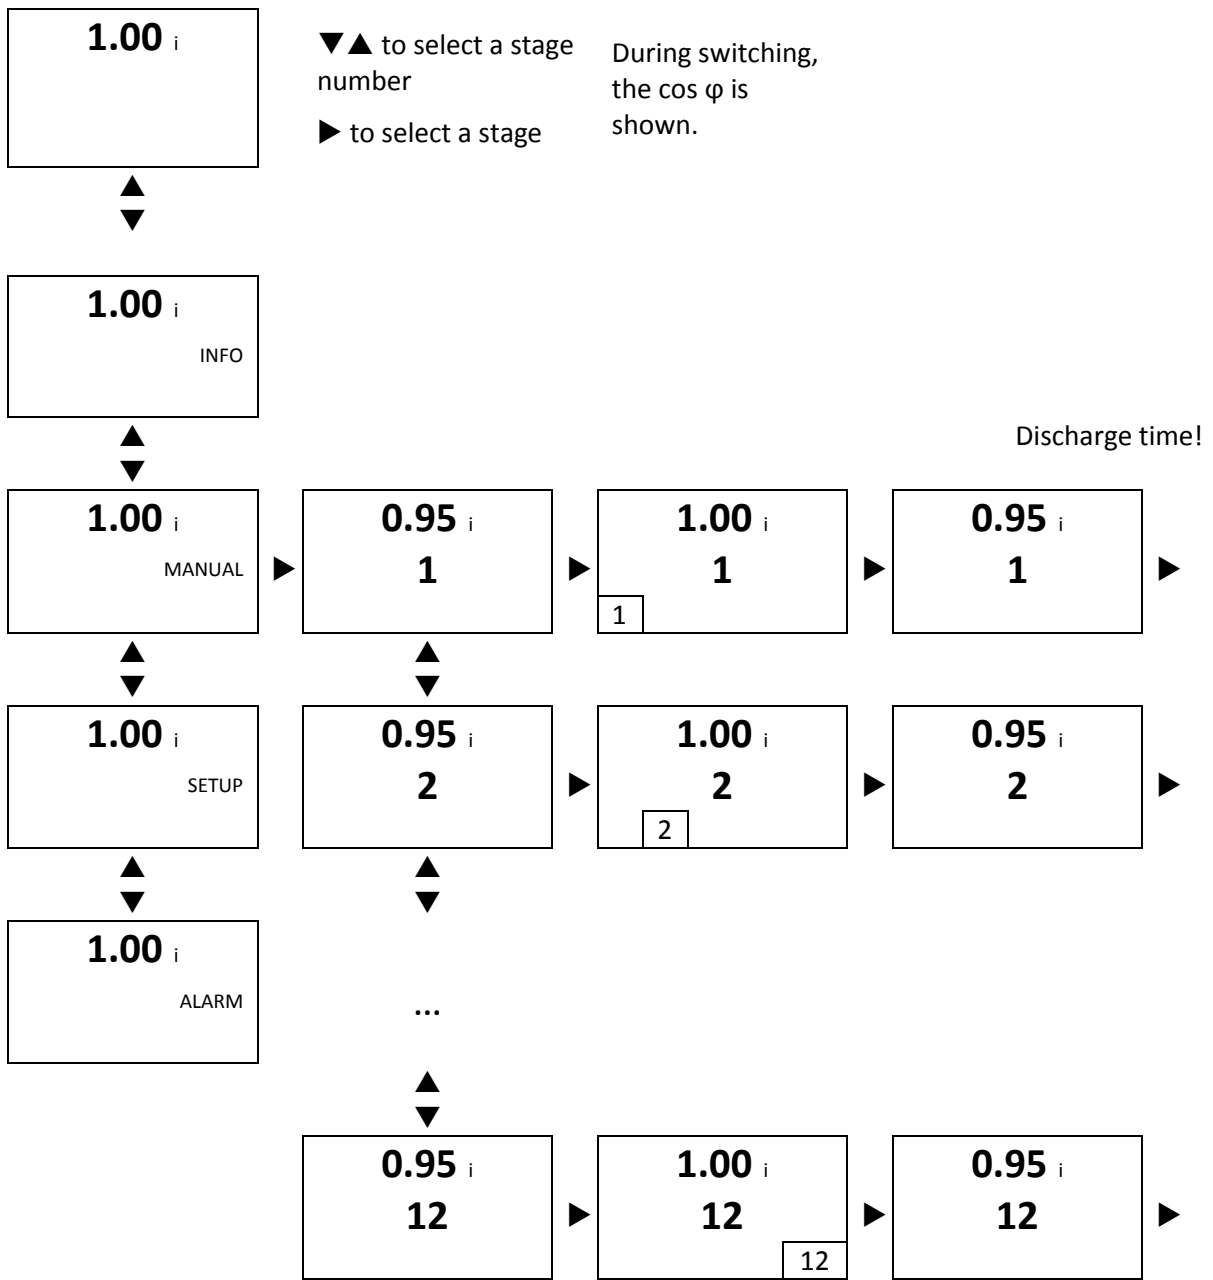 1.00 i
▼▲ to select a stage
number
▶ to select a stage
During switching,
the cos φ is
shown.
▲
▼
1.00 i
INFO
▲
▼
Discharge time!
1.00 i
MANUAL
▶
0.95 i
1
▶
1.00 i
1
1
▶
0.95 i
1
▶
▲
▼
▲
▼
1.00 i
SETUP
0.95 i
2
▶
1.00 i
2
2
▶
0.95 i
2
▶
▲
▼
▲
▼
1.00 i
ALARM
...
▲
▼
0.95 i
12
▶
1.00 i
12
12
▶
0.95 i
12
▶